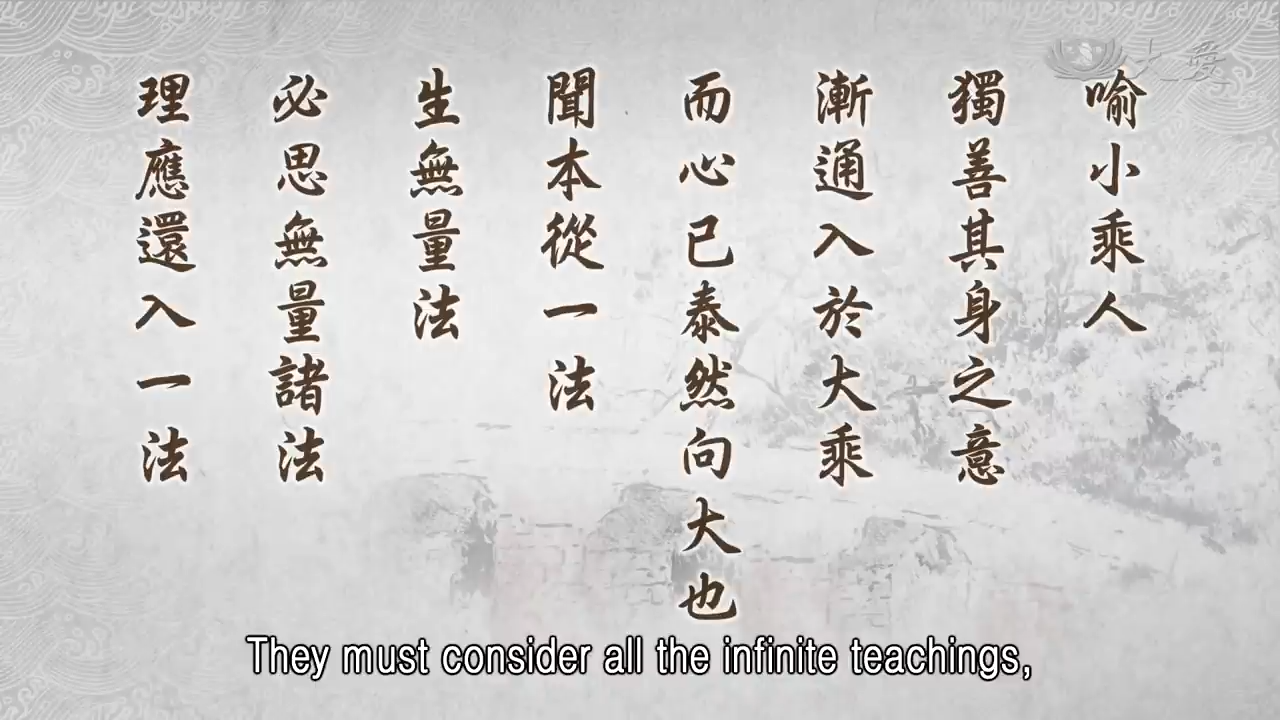 大愛
喻小乘人
獨善其身之意
漸通入於大乘
而心已泰然向大也
聞本從一法
生無量法
必思無量諸法
理應還入一法
They must consider all the infinite teachings,